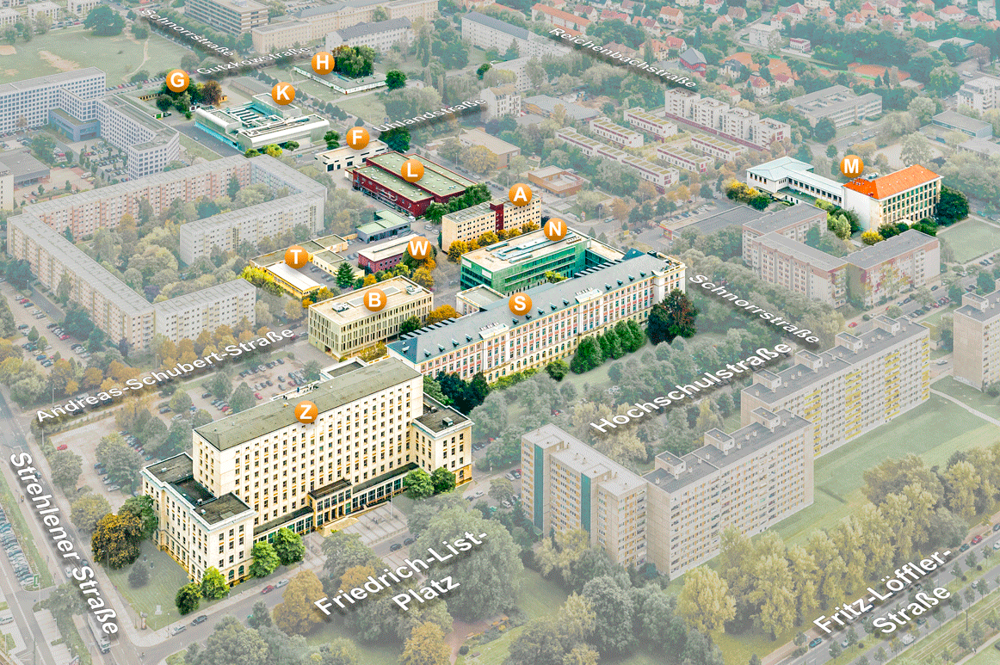 Schnorrstraße
Gutzkowstraße
Reichenbachstraße
H
G
K
Uhlandstraße
F
L
M
A
N
T
W
B
S
Schnorrstraße
Andreas-Schubert-Straße
Hochschulstraße
Z
Strehlener Straße
Friedrich-List-
Platz
Fritz-Löffler-
Straße